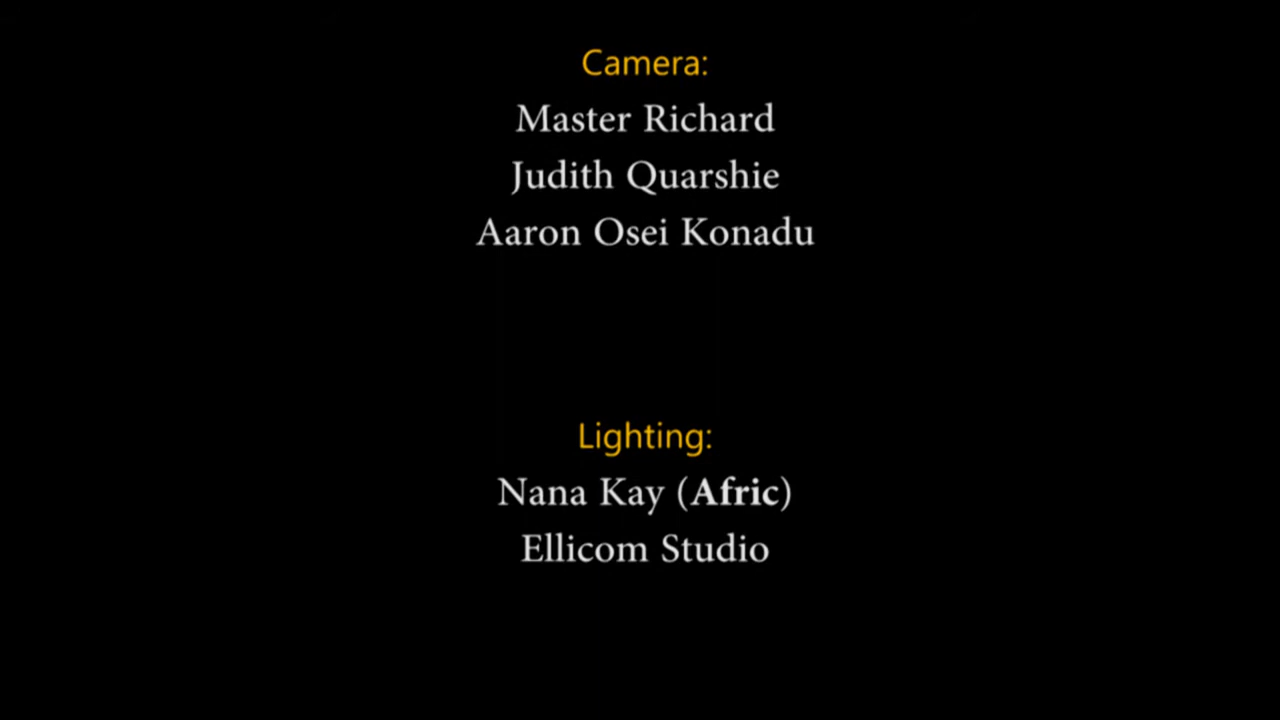 Camera:
Master Richard
Judith Quarshie
Aaron Osei Konadu
Lighting:
Nana Kay (Afric)
Ellicom Studio